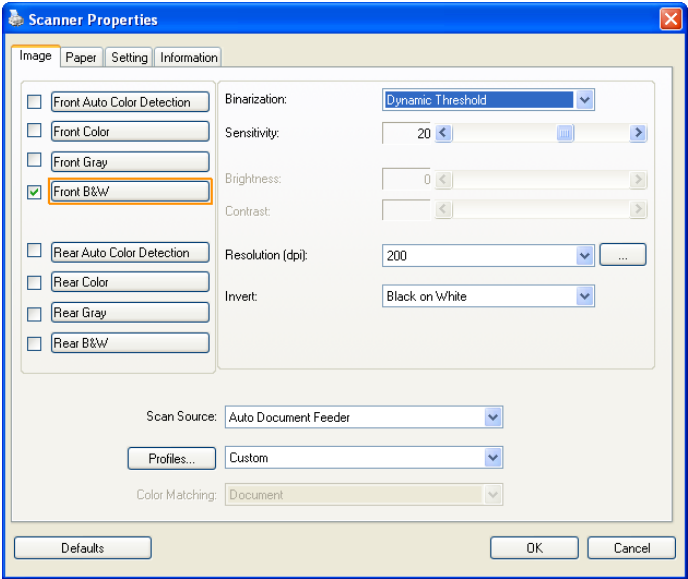 Scanner Properties
Image Paper Setting Information
Front Auto Color Detection
Front Color
Front Gray
Front B&W
Rear Auto Color Detection
Rear Color
Rear Gray
Rear B&W
Binarization: Dynamic Threshold
Sensitivity: 20
Brightness: 0
Contrast:
Resolution (dpi): 200 ...
Invert: Black on White
Scan Source: Auto Document Feeder
Profiles... Custom
Color Matching: Document
Defaults OK Cancel